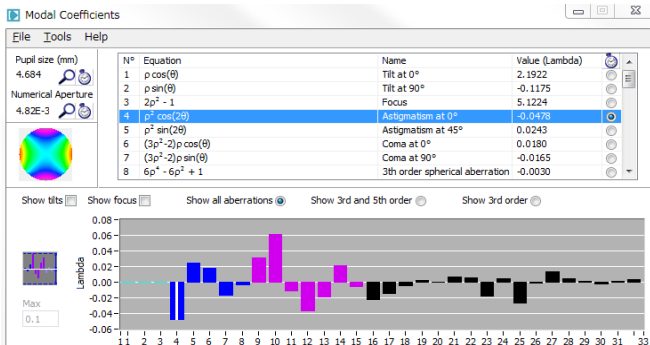 Modal Coefficients
File Tools Help
Pupil size (mm)
4.684
Numerical Aperture
4.82E-3
N° Equation Name Value (Lambda)
1 ρ cos(θ) Tilt at 0° 2.1922
2 ρ sin(θ) Tilt at 90° -0.1175
3 2ρ² - 1 Focus 5.1224
4 ρ² cos(2θ) Astigmatism at 0° -0.0478
5 ρ² sin(2θ) Astigmatism at 45° 0.0243
6 (3ρ²-2)ρ cos(θ) Coma at 0° 0.0180
7 (3ρ²-2)ρ sin(θ) Coma at 90° -0.0165
8 6ρ⁴ - 6ρ² + 1 3th order spherical aberration -0.0030
Show tilts Show focus Show all aberrations Show 3rd and 5th order Show 3rd order
Max
0.1
Lambda
0.08
0.06
0.04
0.02
0.00
-0.02
-0.04
-0.06
1 1 2 3 4 5 6 7 8 9 10 11 12 13 14 15 16 17 18 19 20 21 22 23 24 25 26 27 28 29 30 31 33